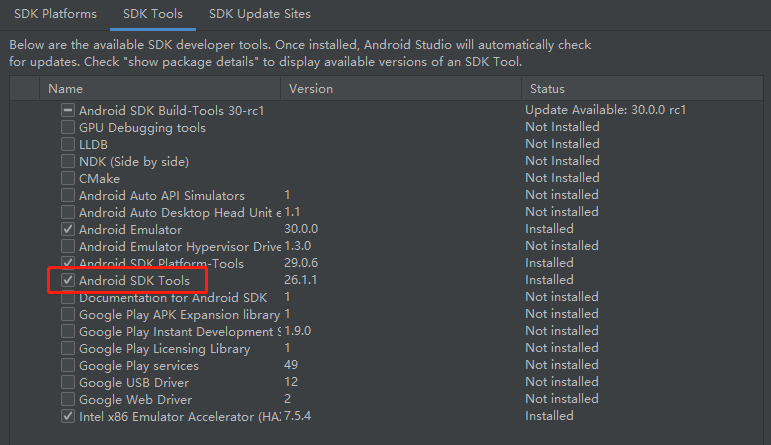 SDK Platforms SDK Tools SDK Update Sites
Below are the available SDK developer tools. Once installed, Android Studio will automatically check
for updates. Check "show package details" to display available versions of an SDK Tool.
Name Version Status
Android SDK Build-Tools 30-rc1 Update Available: 30.0.0 rc1
GPU Debugging tools Not Installed
LLDB Not Installed
NDK (Side by side) Not Installed
CMake Not Installed
Android Auto API Simulators 1 Not installed
Android Auto Desktop Head Unit e 1.1 Not installed
Android Emulator 30.0.0 Installed
Android Emulator Hypervisor Drive 1.3.0 Not installed
Android SDK Platform-Tools 29.0.6 Installed
Android SDK Tools 26.1.1 Installed
Documentation for Android SDK 1 Not installed
Google Play APK Expansion library 1 Not installed
Google Play Instant Development S 1.9.0 Not installed
Google Play Licensing Library 1 Not installed
Google Play services 49 Not installed
Google USB Driver 12 Not installed
Google Web Driver 2 Not installed
Intel x86 Emulator Accelerator (HAX 7.5.4 Installed